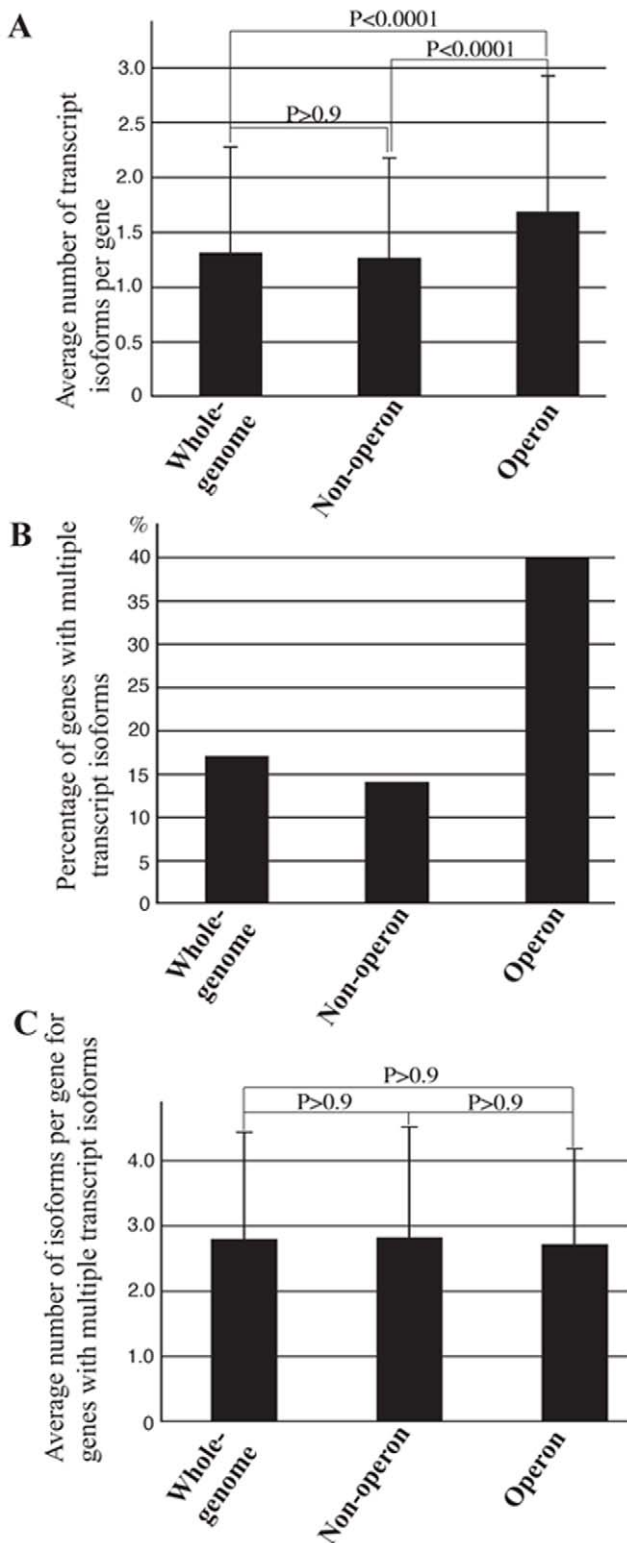 A
P<0.0001
P<0.0001
P>0.9
Average number of transcript
isoforms per gene
3.0
2.5
2.0
1.5
1.0
0.5
0
Whole-
genome
Non-operon
Operon
B
%
Percentage of genes with multiple
transcript isoforms
40
35
30
25
20
15
10
5
0
Whole-
genome
Non-operon
Operon
C
Average number of isoforms per gene for
genes with multiple transcript isoforms
P>0.9
P>0.9
P>0.9
4.0
3.0
2.0
1.0
0
Whole-
genome
Non-operon
Operon